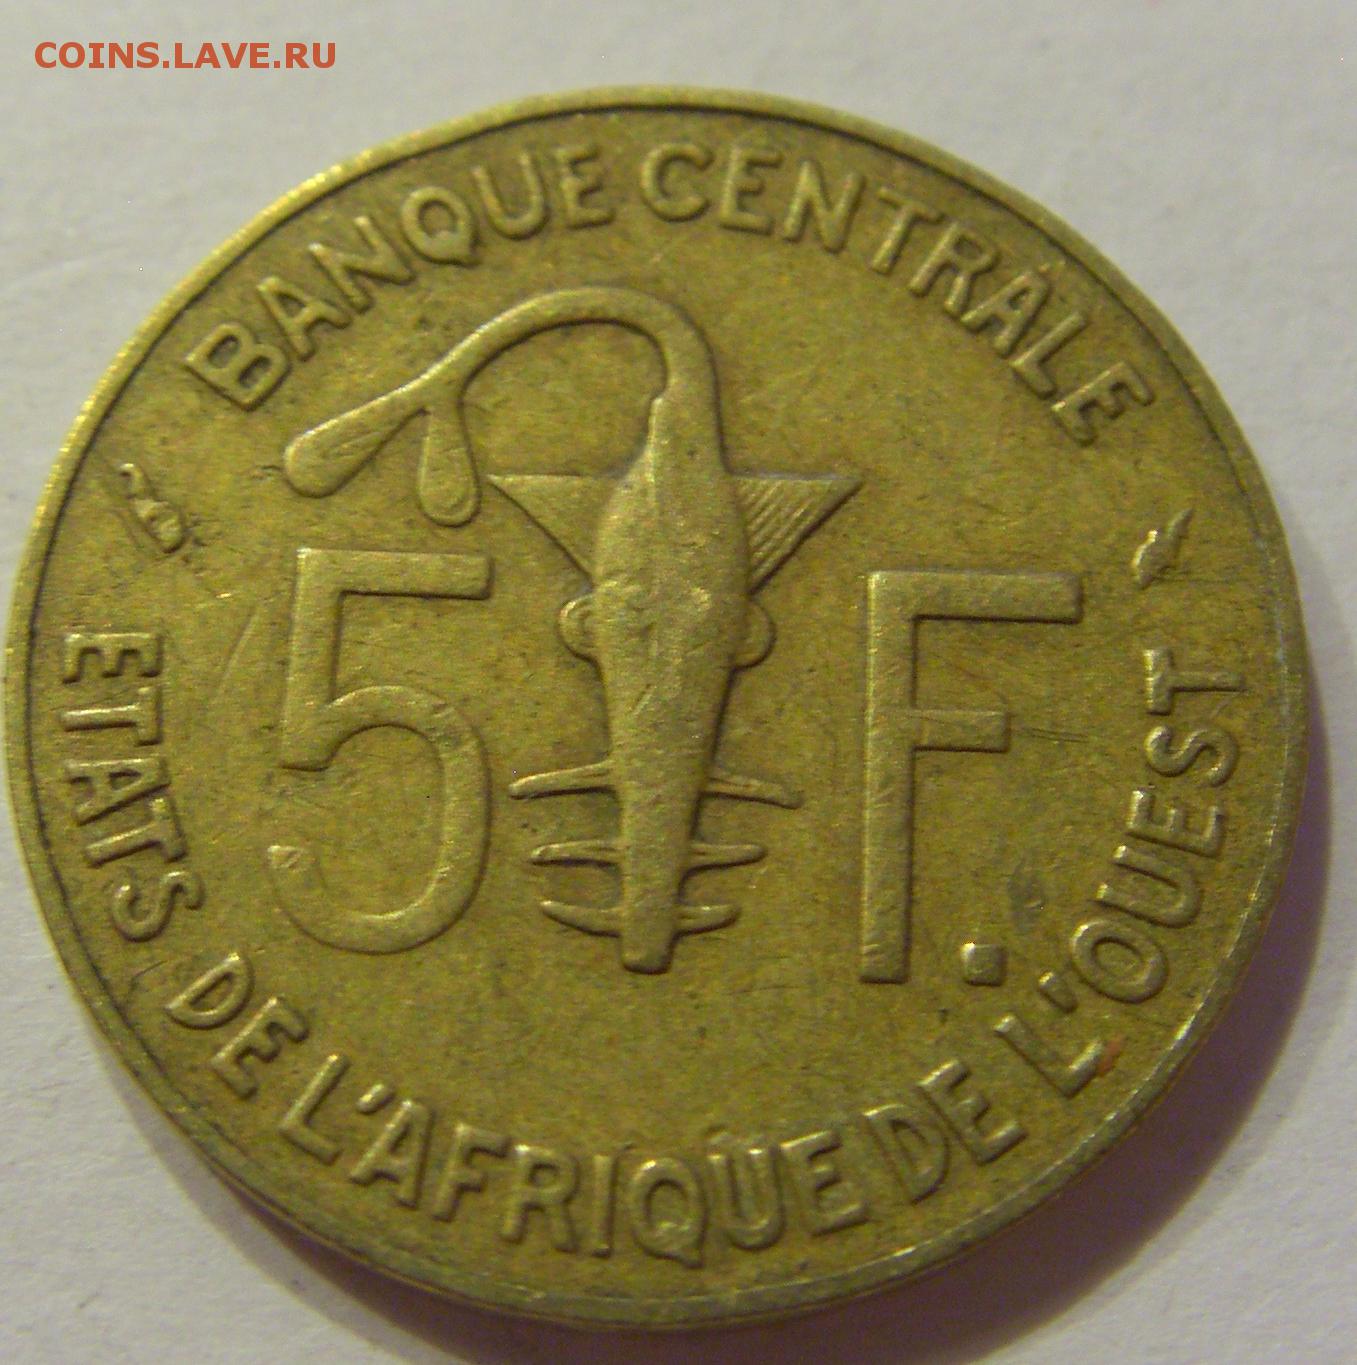 COINS.LAVE.RU
BANQUE CENTRALE
5 F.
ETATS DE L'AFRIQUE DE L'OUEST